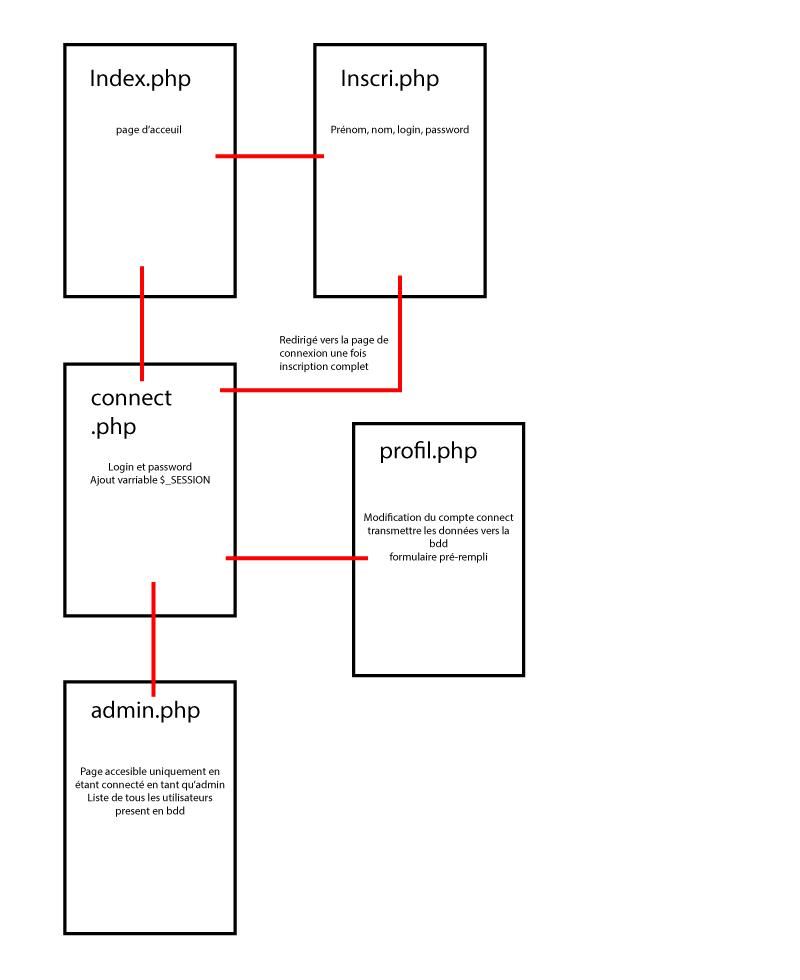 Index.php
page d'acceuil
Inscri.php
Prénom, nom, login, password
Redirigé vers la page de
connexion une fois
inscription complet
connect
.php
Login et password
Ajout varriable $_SESSION
profil.php
Modification du compte connect
transmettre les données vers la
bdd
formulaire pré-rempli
admin.php
Page accesible uniquement en
étant connecté en tant qu'admin
Liste de tous les utilisateurs
present en bdd